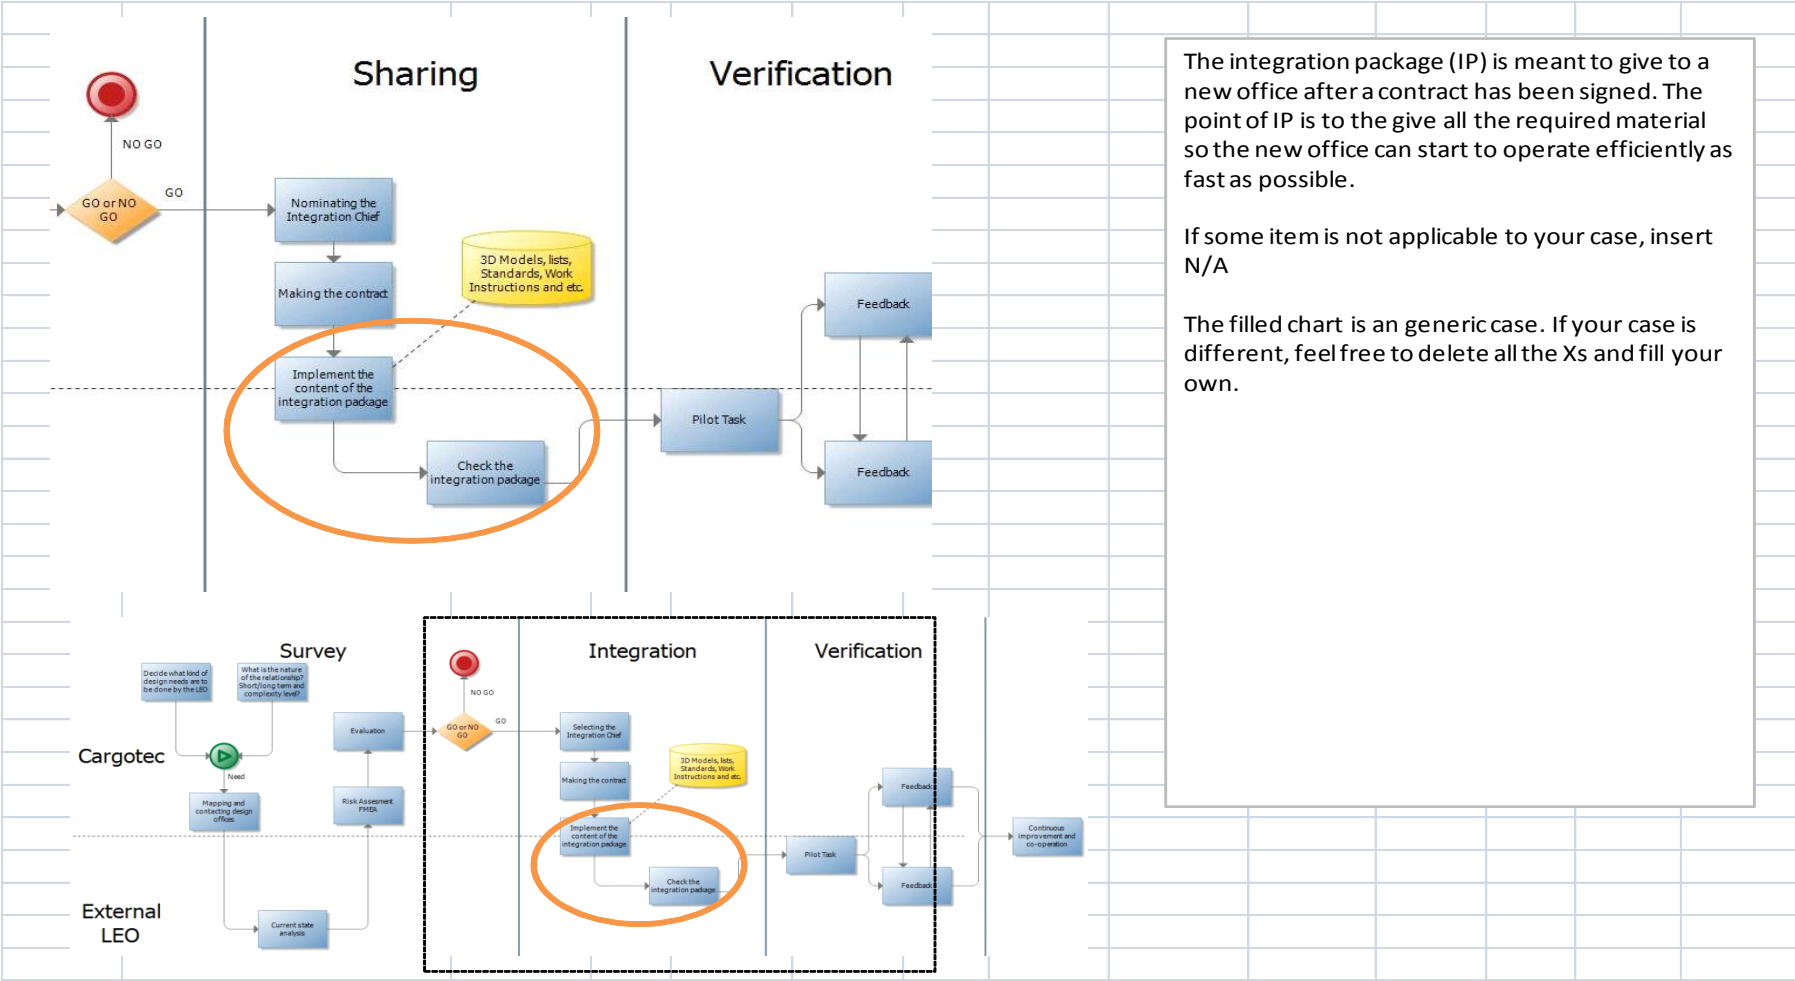 Sharing
Verification
NO GO
GO or NO
GO
GO
Nominating the
Integration Chief
3D Models, lists,
Standards, Work
Instructions and etc.
Making the contract
Implement the
content of the
integration package
Check the
integration package
Pilot Task
Feedback
Feedback
The integration package (IP) is meant to give to a
new office after a contract has been signed. The
point of IP is to the give all the required material
so the new office can start to operate efficiently as
fast as possible.
If some item is not applicable to your case, insert
N/A
The filled chart is an generic case. If your case is
different, feel free to delete all the Xs and fill your
own.
Survey
Integration
Verification
Decide what kind of
design needs are to
be done by the LEO
What is the nature
of the relationship?
Short/long term and
complexity level?
NO GO
GO or NO
GO
GO
Evaluation
Selecting the
Integration Chief
Cargotec
Need
3D Models, lists,
Standards, Work
Instructions and etc.
Making the contract
Mapping and
contacting design
offices
Risk Assesment
FMEA
Feedback
Implement the
content of the
integration package
Pilot Task
Continuous
improvement and
co-operation
Check the
integration package
Feedback
External
LEO
Current state
analysis